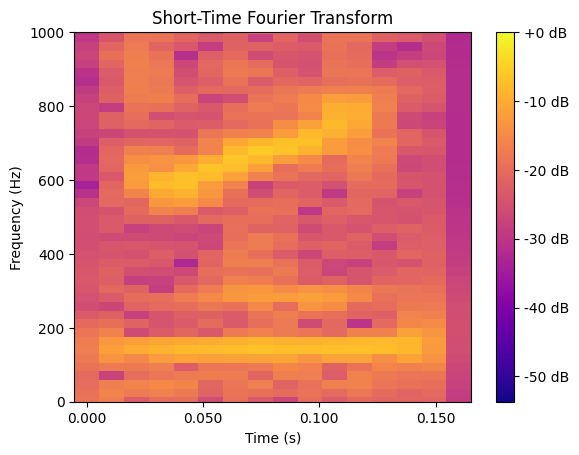 Short-Time Fourier Transform
1000
800
600
400
200
0
Frequency (Hz)
0.000
0.050
0.100
0.150
Time (s)
+0 dB
-10 dB
-20 dB
-30 dB
-40 dB
-50 dB